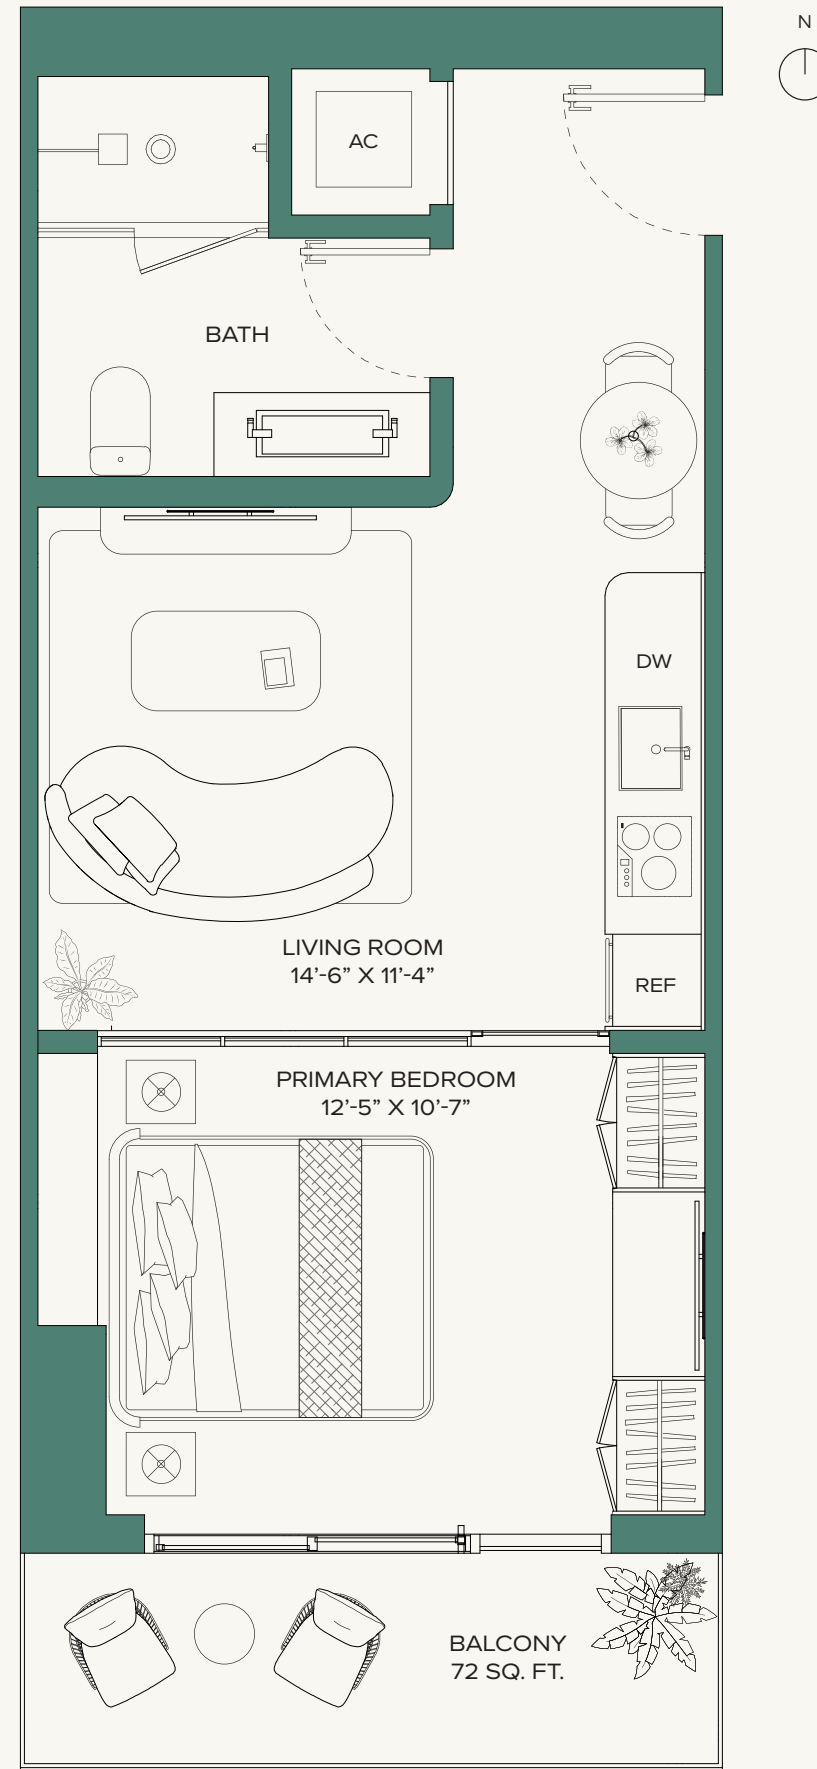 N
AC
BATH
DW
LIVING ROOM
14’-6” X 11’-4”
REF
PRIMARY BEDROOM
12’-5” X 10’-7”
BALCONY
72 SQ. FT.